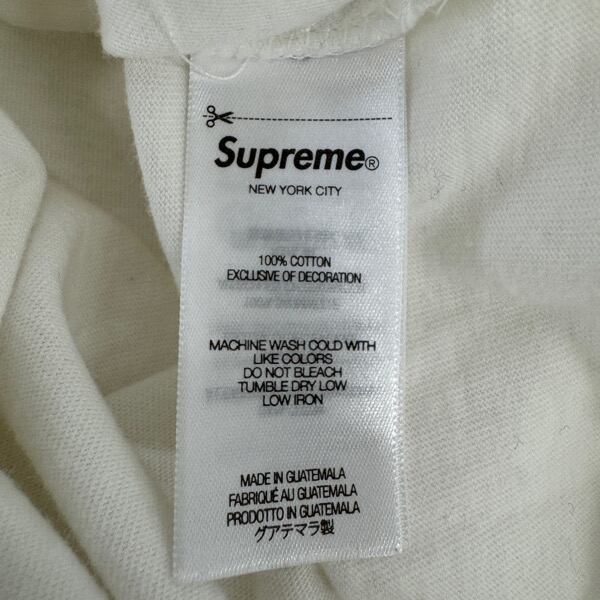 Supreme®
NEW YORK CITY
100% COTTON
EXCLUSIVE OF DECORATION
MACHINE WASH COLD WITH
LIKE COLORS
DO NOT BLEACH
TUMBLE DRY LOW
LOW IRON
MADE IN GUATEMALA
FABRIQUÉ AU GUATEMALA
PRODOTTO IN GUATEMALA
グアテマラ製